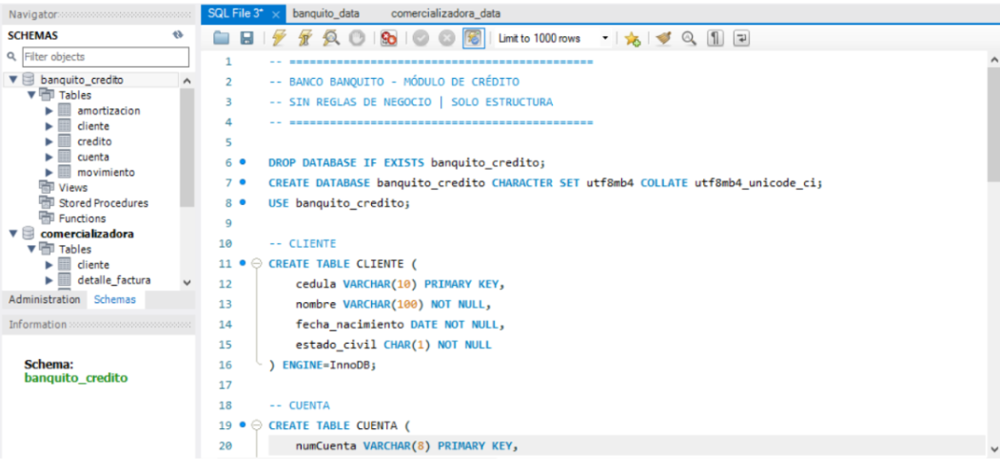 Navigator
SCHEMAS
Filter objects
banquito_credito
Tables
amortizacion
cliente
credito
cuenta
movimiento
Views
Stored Procedures
Functions
comercializadora
Tables
cliente
detalle_factura
Administration Schemas
Information
Schema:
banquito_credito
SQL File 3* banquito_data comercializadora_data
Limit to 1000 rows
1 -- ===============================================
2 -- BANCO BANQUITO - MÓDULO DE CRÉDITO
3 -- SIN REGLAS DE NEGOCIO | SOLO ESTRUCTURA
4 -- ===============================================
5
6 DROP DATABASE IF EXISTS banquito_credito;
7 CREATE DATABASE banquito_credito CHARACTER SET utf8mb4 COLLATE utf8mb4_unicode_ci;
8 USE banquito_credito;
9
10 -- CLIENTE
11 CREATE TABLE CLIENTE (
12 cedula VARCHAR(10) PRIMARY KEY,
13 nombre VARCHAR(100) NOT NULL,
14 fecha_nacimiento DATE NOT NULL,
15 estado_civil CHAR(1) NOT NULL
16 ) ENGINE=InnoDB;
17
18 -- CUENTA
19 CREATE TABLE CUENTA (
20 numCuenta VARCHAR(8) PRIMARY KEY,